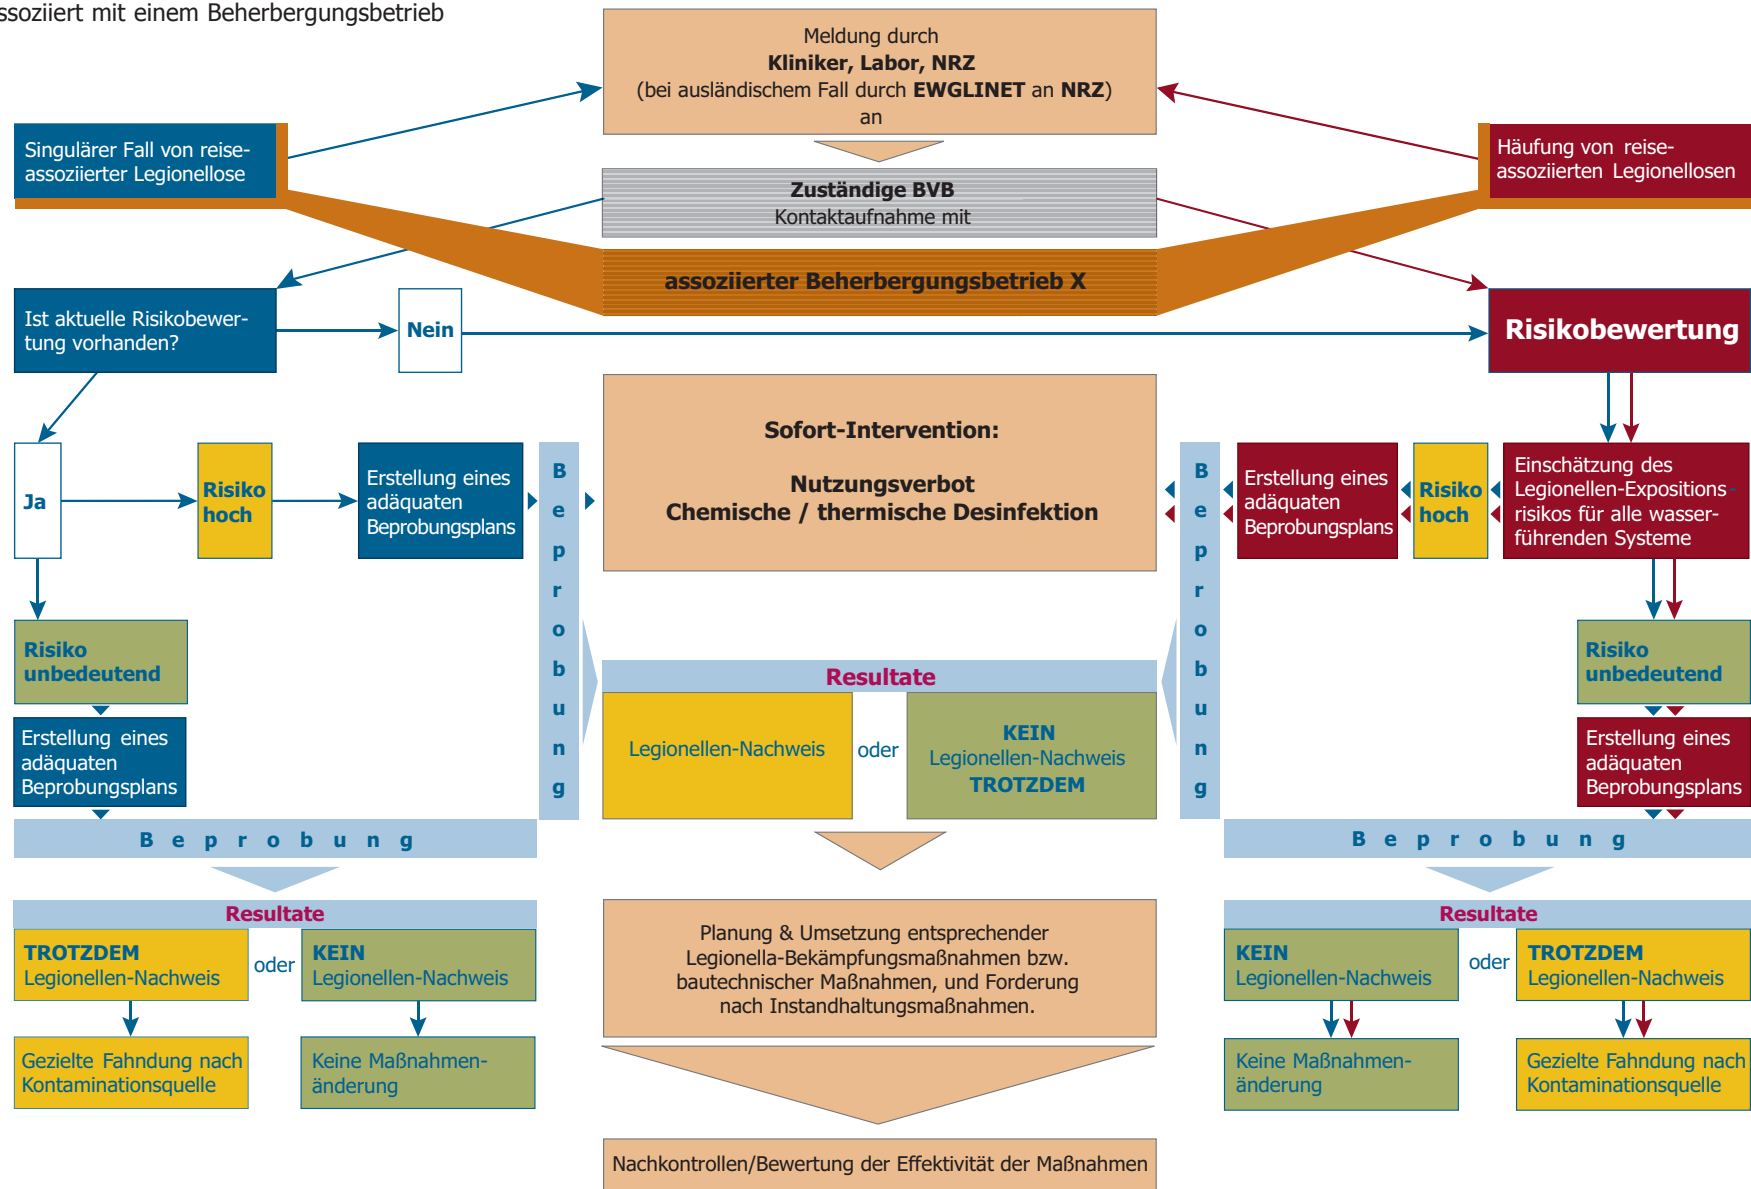 ssoziiert mit einem Beherbergungsbetrieb
Meldung durch
Kliniker, Labor, NRZ
(bei ausländischem Fall durch EWGLINET an NRZ)
an
Singulärer Fall von reise-
assoziierter Legionellose
Häufung von reise-
assoziierten Legionellosen
Zuständige BVB
Kontaktaufnahme mit
assoziierter Beherbergungsbetrieb X
Ist aktuelle Risikobewer-
tung vorhanden?
Nein
Risikobewertung
Sofort-Intervention:
Nutzungsverbot
Chemische / thermische Desinfektion
Ja
Risiko
hoch
Erstellung eines
adäquaten
Beprobungsplans
Beprobung
Beprobung
Erstellung eines
adäquaten
Beprobungsplans
Risiko
hoch
Einschätzung des
Legionellen-Expositions-
risikos für alle wasser-
führenden Systeme
Risiko
unbedeutend
Erstellung eines
adäquaten
Beprobungsplans
Resultate
Legionellen-Nachweis
oder
KEIN
Legionellen-Nachweis
TROTZDEM
Risiko
unbedeutend
Erstellung eines
adäquaten
Beprobungsplans
Beprobung
Beprobung
Resultate
TROTZDEM
Legionellen-Nachweis
oder
KEIN
Legionellen-Nachweis
Gezielte Fahndung nach
Kontaminationsquelle
Keine Maßnahmen-
änderung
Planung & Umsetzung entsprechender
Legionella-Bekämpfungsmaßnahmen bzw.
bautechnischer Maßnahmen, und Forderung
nach Instandhaltungsmaßnahmen.
Resultate
KEIN
Legionellen-Nachweis
oder
TROTZDEM
Legionellen-Nachweis
Keine Maßnahmen-
änderung
Gezielte Fahndung nach
Kontaminationsquelle
Nachkontrollen/Bewertung der Effektivität der Maßnahmen